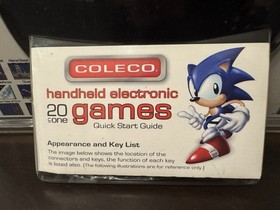 COLECO
handheld electronic
20 games
in one
Quick Start Guide
Appearance and Key List
The image below shows the location of the
connectors and keys, the function of each key
is listed also. (The following illustrations are for reference only)